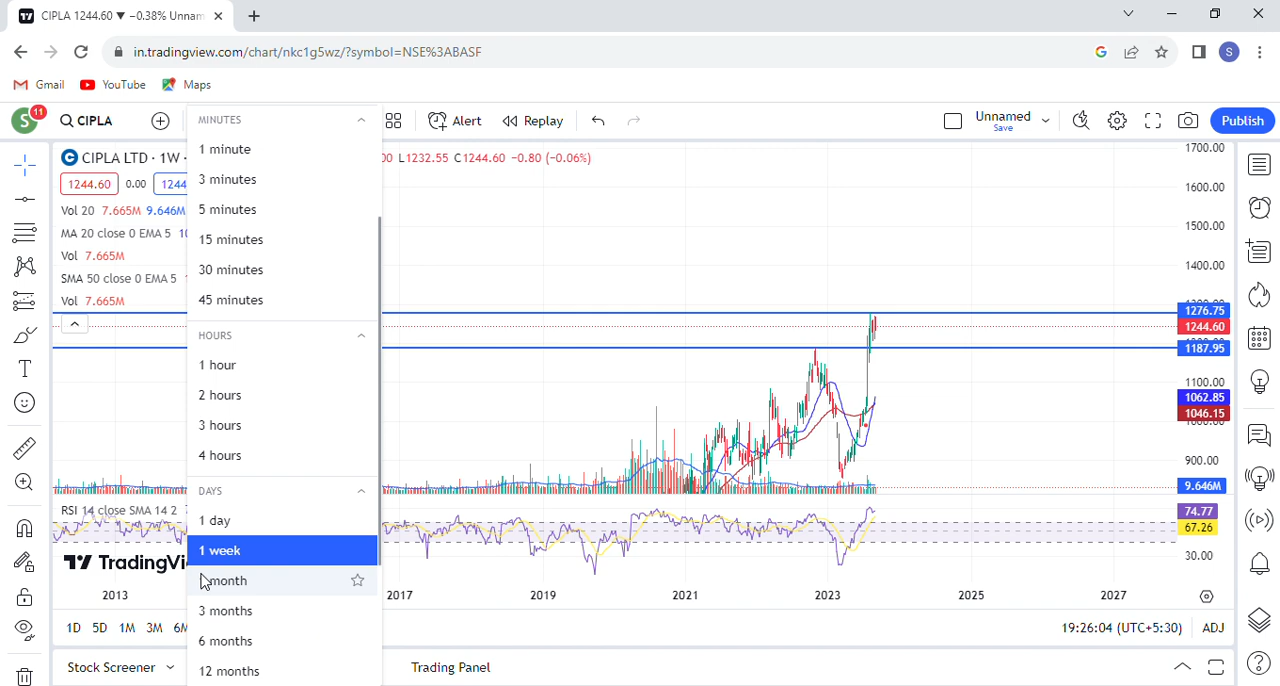 CIPLA 1244.60 ▼ −0.38% Unnam
in.tradingview.com/chart/nkc1g5wz/?symbol=NSE%3ABASF
S
Gmail YouTube Maps
S 11 CIPLA
Alert Replay
Unnamed
Save
Publish
MINUTES
1 minute
3 minutes
5 minutes
15 minutes
30 minutes
45 minutes
HOURS
1 hour
2 hours
3 hours
4 hours
DAYS
1 day
1 week
month
3 months
6 months
12 months
CIPLA LTD · 1W ·
00 L1232.55 C1244.60 −0.80 (−0.06%)
1244.60 0.00 1244
Vol 20 7.665M 9.646M
MA 20 close 0 EMA 5 10
Vol 7.665M
SMA 50 close 0 EMA 5
Vol 7.665M
RSI 14 close SMA 14 2 7
TradingVi
1700.00
1600.00
1500.00
1400.00
1276.75
1244.60
1187.95
1100.00
1062.85
1046.15
900.00
9.646M
74.77
67.26
30.00
2013 2017 2019 2021 2023 2025 2027
1D 5D 1M 3M 6M
19:26:04 (UTC+5:30) ADJ
Stock Screener Trading Panel